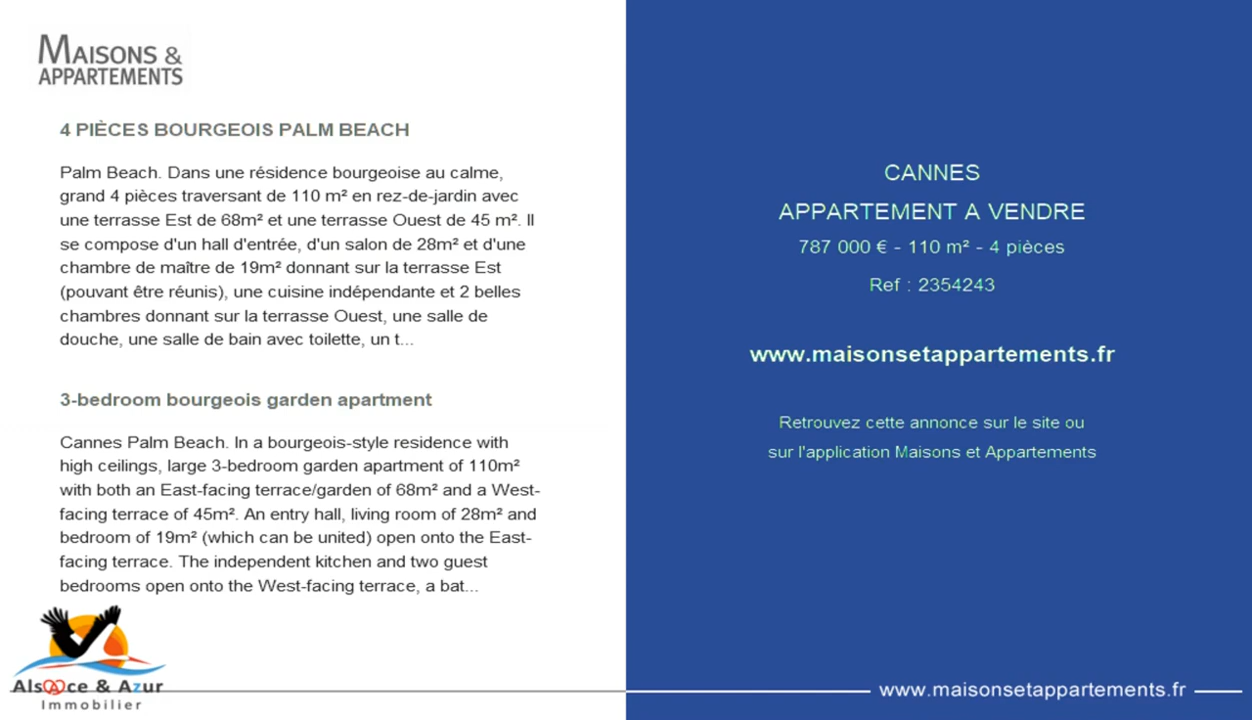 MAISONS &
APPARTEMENTS
4 PIÈCES BOURGEOIS PALM BEACH
Palm Beach. Dans une résidence bourgeoise au calme,
grand 4 pièces traversant de 110 m² en rez-de-jardin avec
une terrasse Est de 68m² et une terrasse Ouest de 45 m². Il
se compose d'un hall d'entrée, d'un salon de 28m² et d'une
chambre de maître de 19m² donnant sur la terrasse Est
(pouvant être réunis), une cuisine indépendante et 2 belles
chambres donnant sur la terrasse Ouest, une salle de
douche, une salle de bain avec toilette, un t...
3-bedroom bourgeois garden apartment
Cannes Palm Beach. In a bourgeois-style residence with
high ceilings, large 3-bedroom garden apartment of 110m²
with both an East-facing terrace/garden of 68m² and a West-
facing terrace of 45m². An entry hall, living room of 28m² and
bedroom of 19m² (which can be united) open onto the East-
facing terrace. The independent kitchen and two guest
bedrooms open onto the West-facing terrace, a bat...
Alsace & Azur
Immobilier
CANNES
APPARTEMENT A VENDRE
787 000 € - 110 m² - 4 pièces
Ref : 2354243
www.maisonsetappartements.fr
Retrouvez cette annonce sur le site ou
sur l'application Maisons et Appartements
www.maisonsetappartements.fr